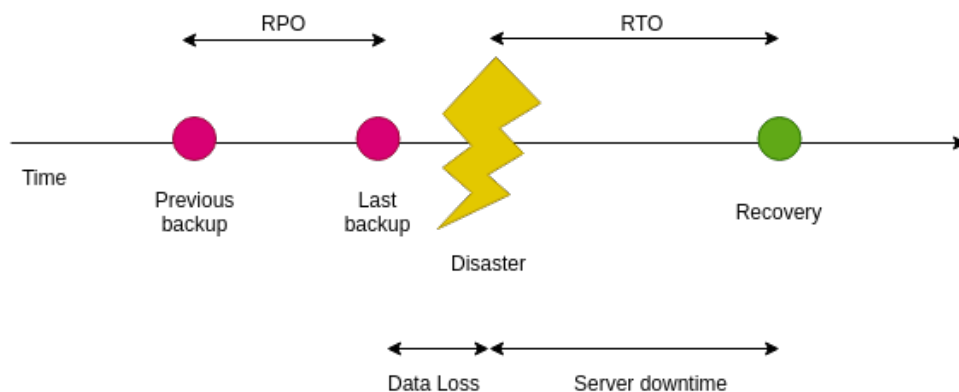 RPO
RTO
Time
Previous
backup
Last
backup
Disaster
Recovery
Data Loss
Server downtime